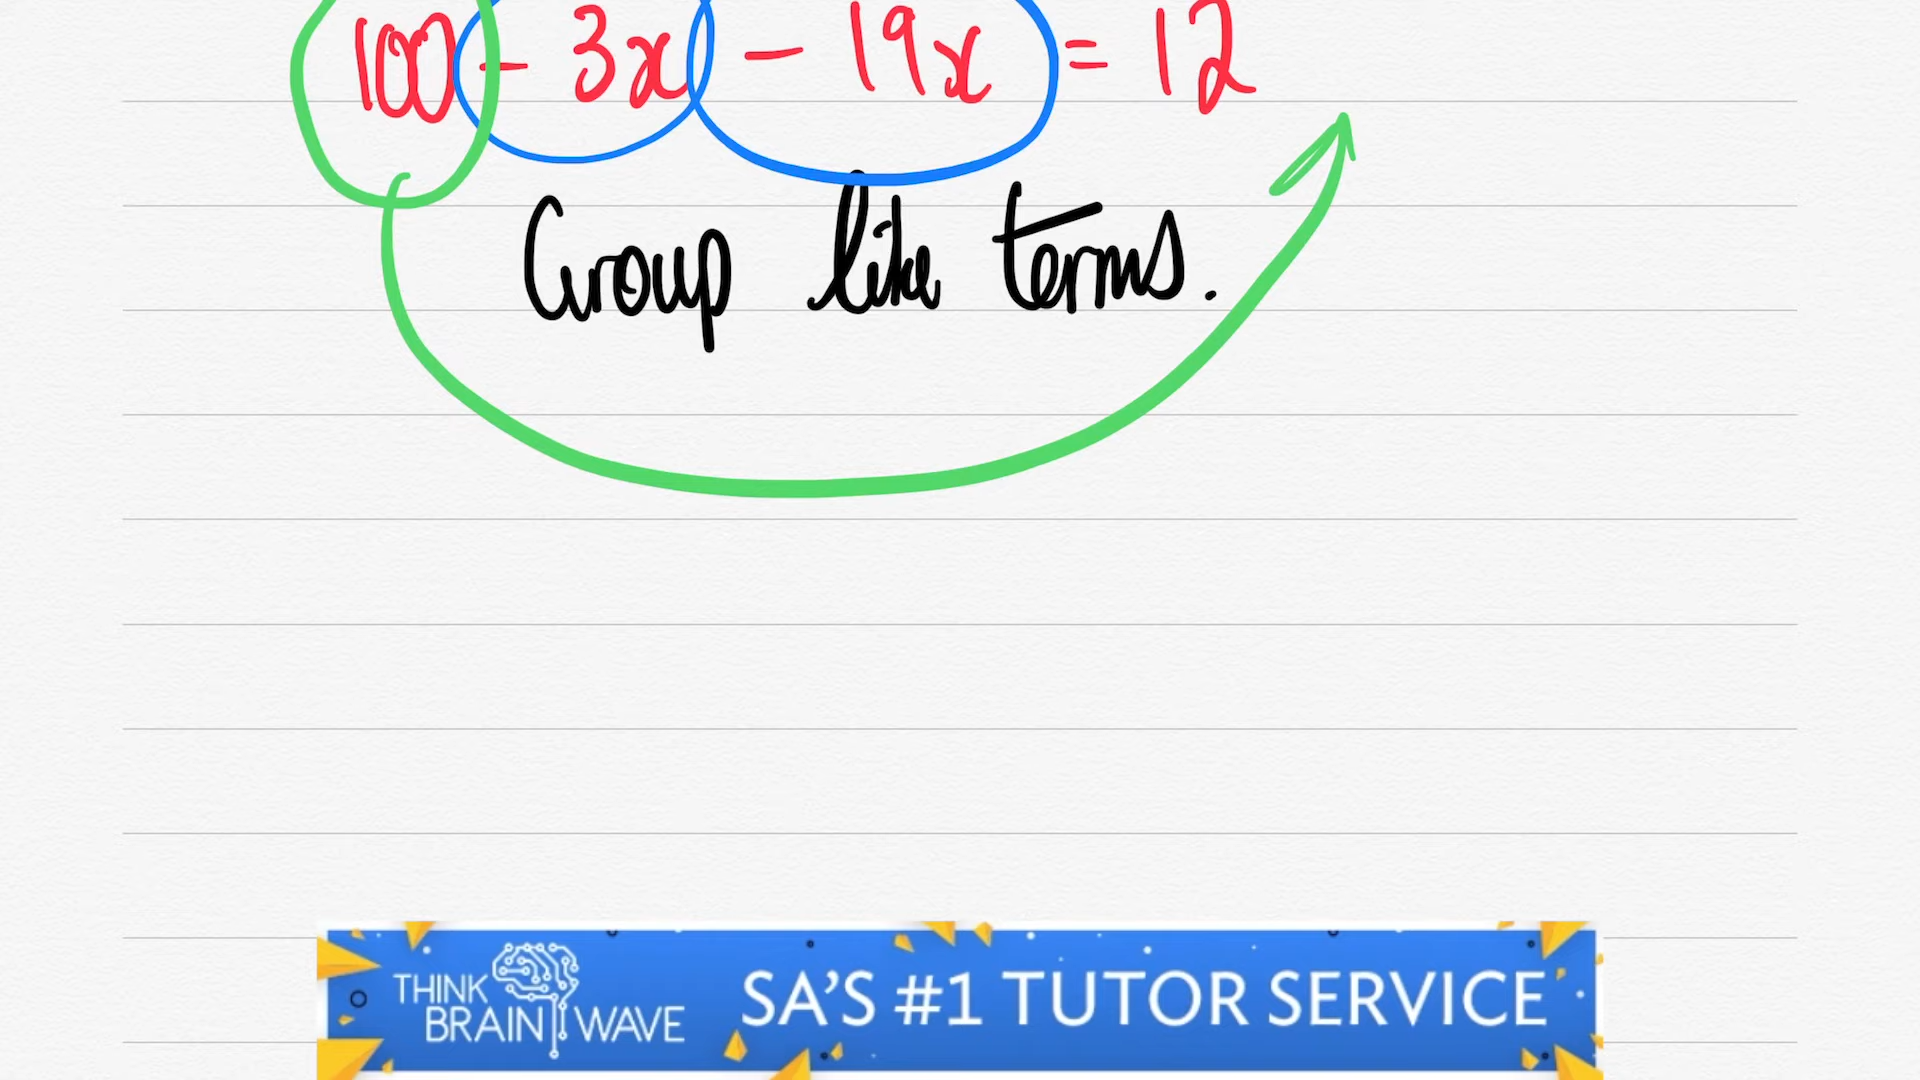 100 - 3x - 19x = 12
Group like terms.
THINK
BRAIN WAVE
SA'S #1 TUTOR SERVICE